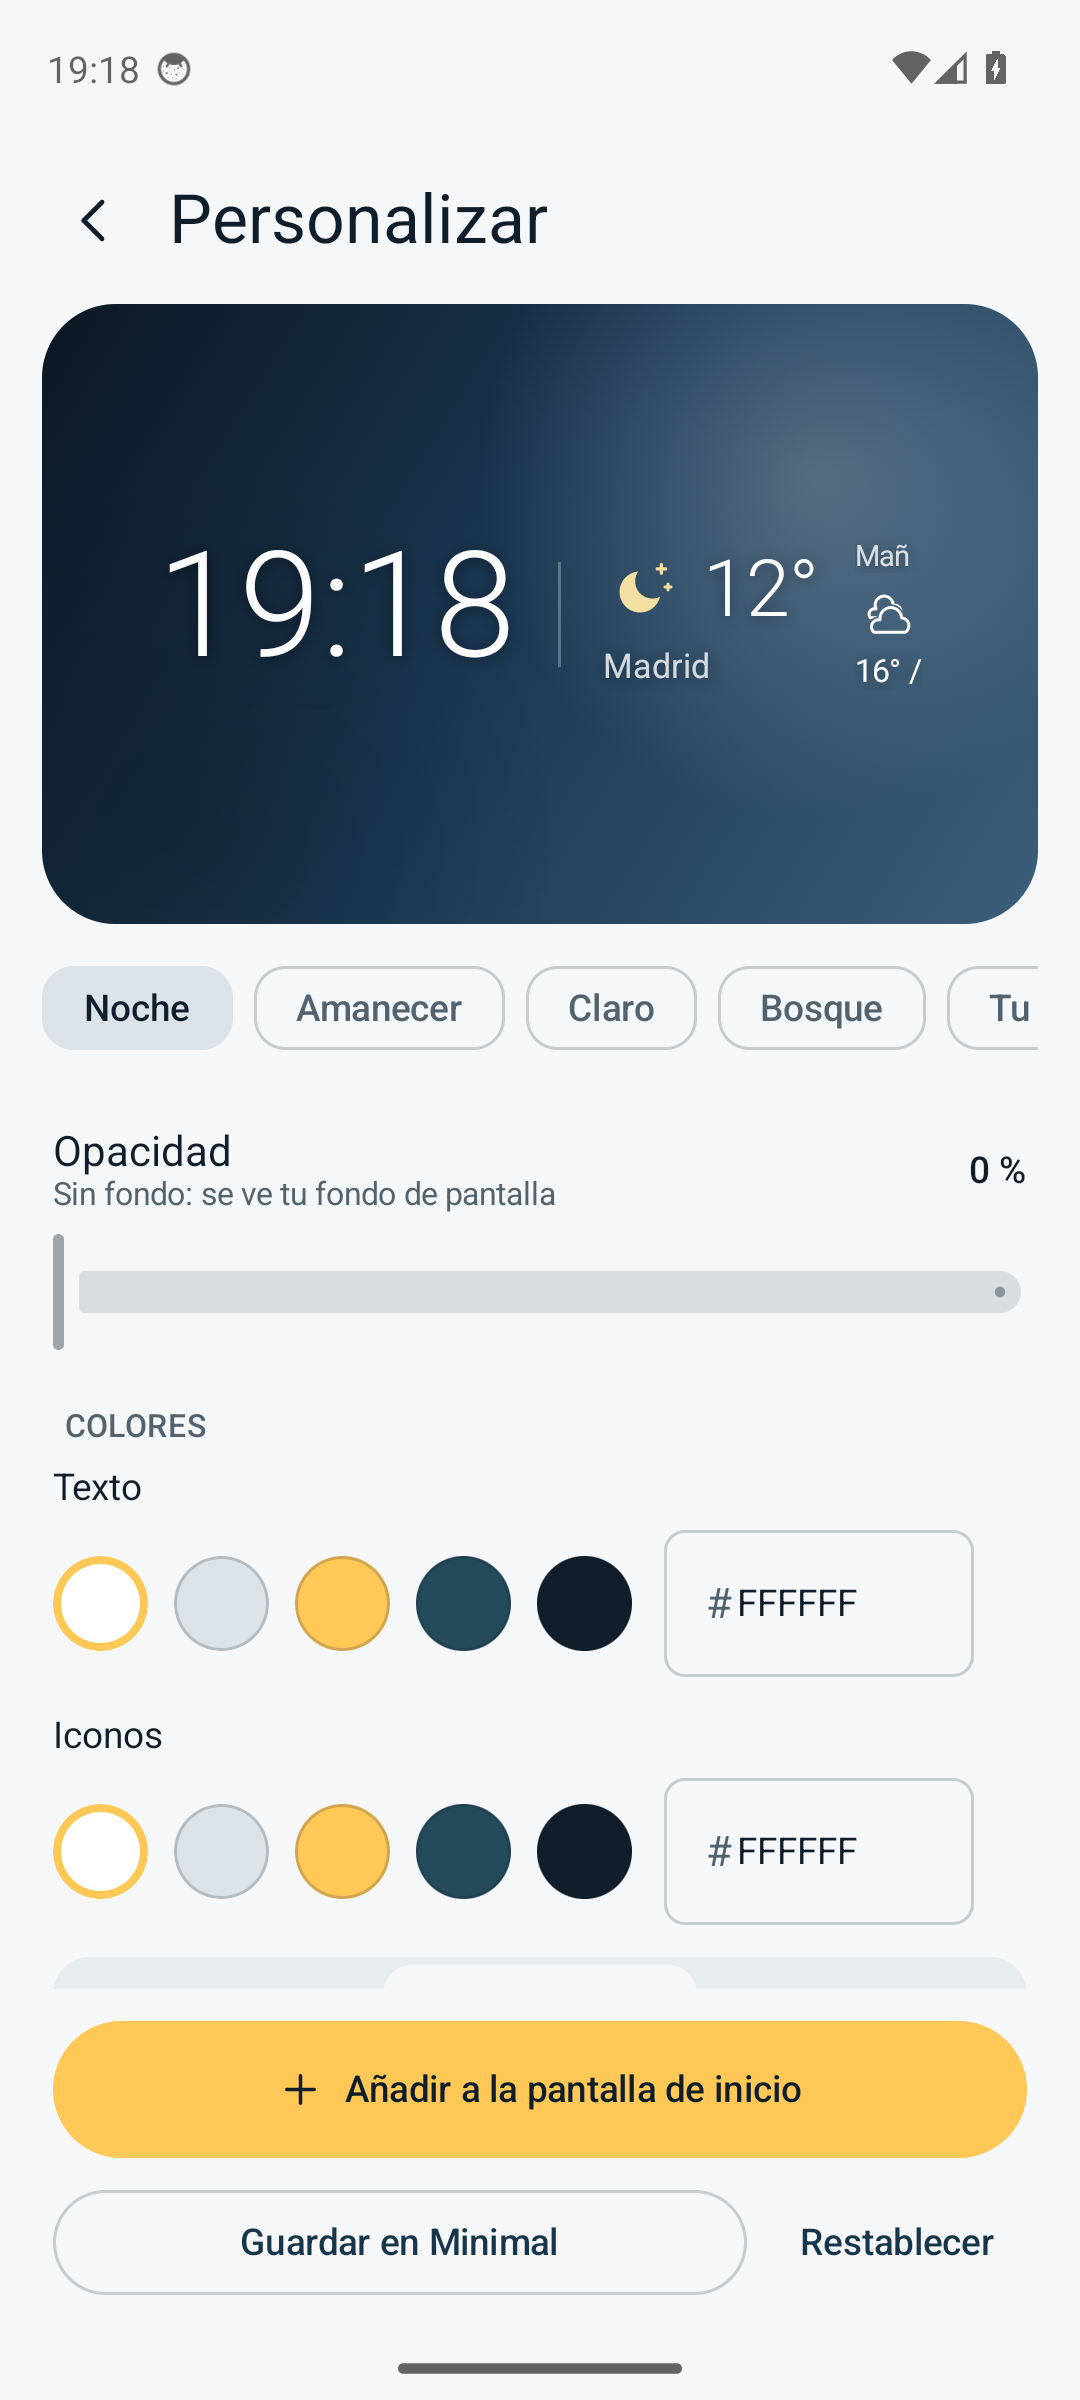 19:18
Personalizar
19:18
12°
Madrid
Mañ
16° /
Noche
Amanecer
Claro
Bosque
Tu
Opacidad
Sin fondo: se ve tu fondo de pantalla
0 %
COLORES
Texto
#FFFFFF
Iconos
#FFFFFF
Añadir a la pantalla de inicio
Guardar en Minimal
Restablecer